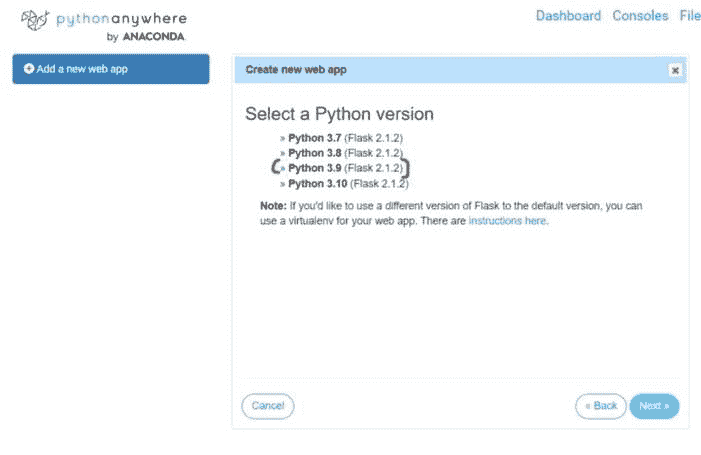 pythonanywhere
by ANACONDA.
Dashboard Consoles File
Add a new web app
Create new web app
Select a Python version
» Python 3.7 (Flask 2.1.2)
» Python 3.8 (Flask 2.1.2)
» Python 3.9 (Flask 2.1.2)
» Python 3.10 (Flask 2.1.2)
Note: If you'd like to use a different version of Flask to the default version, you can
use a virtualenv for your web app. There are instructions here.
Cancel
« Back
Next »